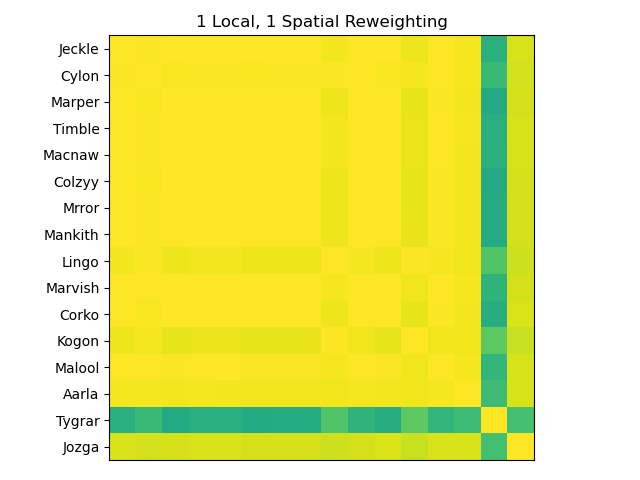 1 Local, 1 Spatial Reweighting
Jeckle
Cylon
Marper
Timble
Macnaw
Colzyy
Mrror
Mankith
Lingo
Marvish
Corko
Kogon
Malool
Aarla
Tygrar
Jozga